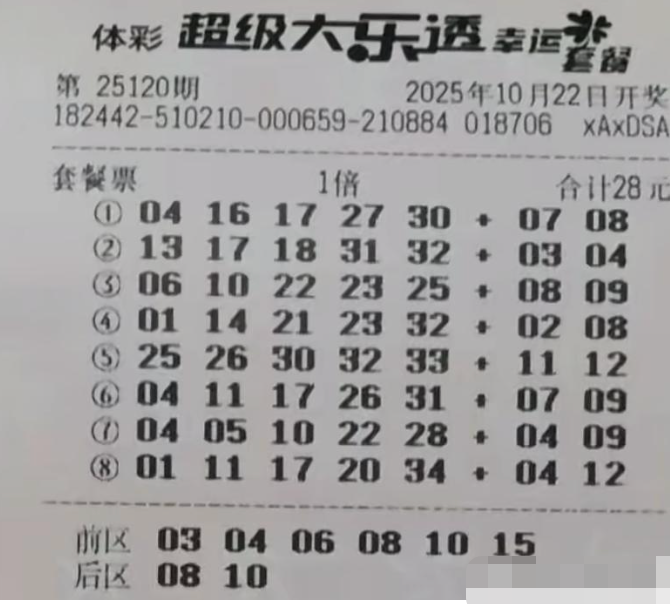 体彩 超级大乐透 幸运套餐
第 25120期 2025年10月22日开奖
182442-510210-000659-210884 018706 xAxDSA
套餐票 1倍 合计28元
① 04 16 17 27 30 + 07 08
② 13 17 18 31 32 + 03 04
③ 06 10 22 23 25 + 08 09
④ 01 14 21 23 32 + 02 08
⑤ 25 26 30 32 33 + 11 12
⑥ 04 11 17 26 31 + 07 09
⑦ 04 05 10 22 28 + 04 09
⑧ 01 11 17 20 34 + 04 12
前区 03 04 06 08 10 15
后区 08 10